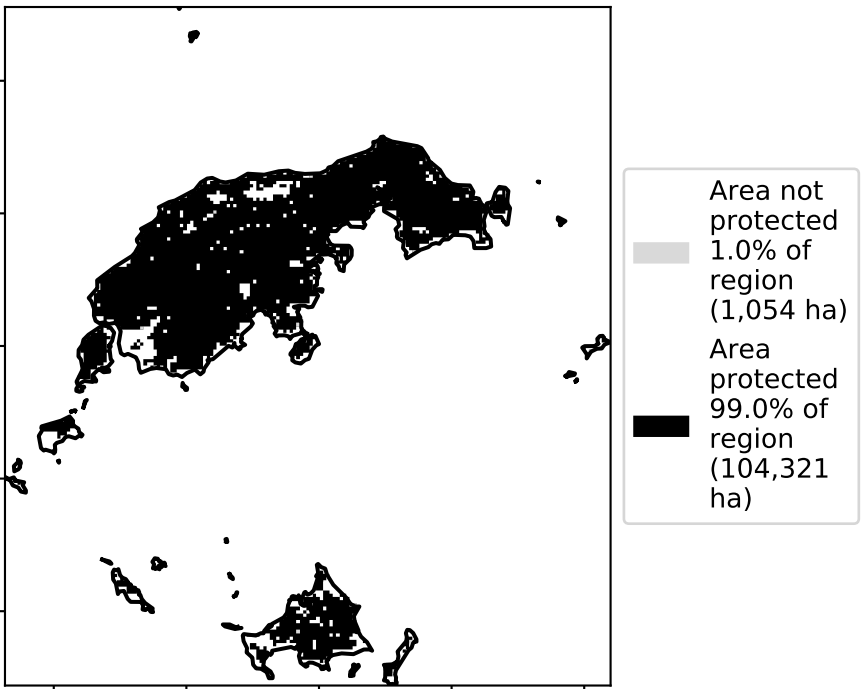 Area not
protected
1.0% of
region
(1,054 ha)
Area
protected
99.0% of
region
(104,321
ha)